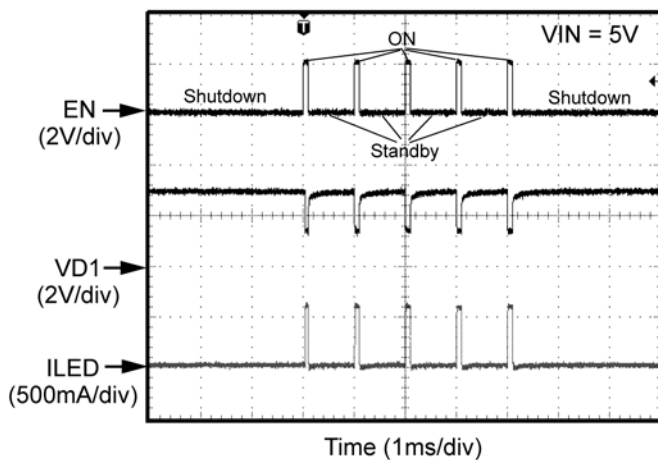 T
ON
VIN = 5V
Shutdown
Shutdown
EN
(2V/div)
Standby
VD1
(2V/div)
ILED
(500mA/div)
Time (1ms/div)